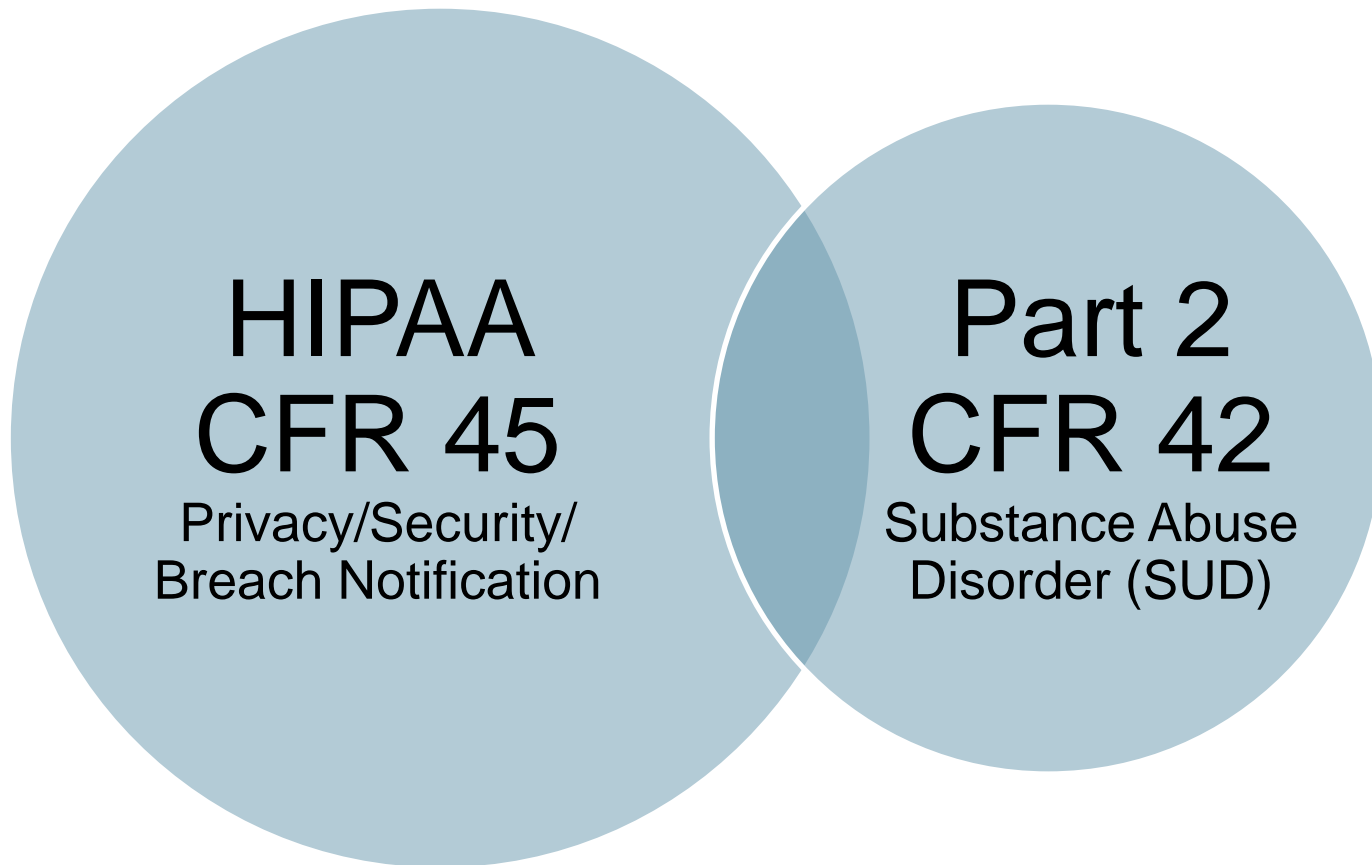 HIPAA
CFR 45
Privacy/Security/
Breach Notification
Part 2
CFR 42
Substance Abuse
Disorder (SUD)